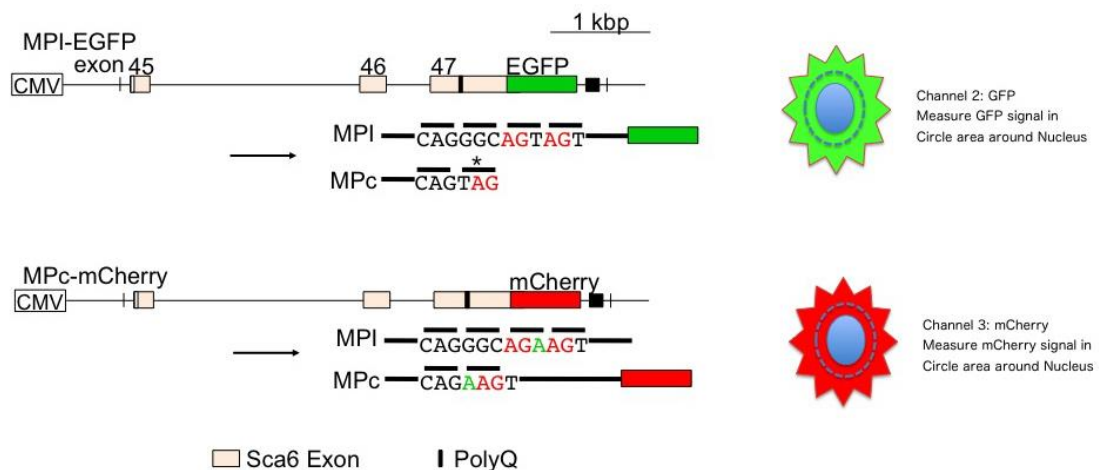 1 kbp
MPI-EGFP
exon 45 46 47 EGFP
CMV
MPI CAGGGCAGTAGT
*
MPc CAGTAG
Channel 2: GFP
Measure GFP signal in
Circle area around Nucleus
MPc-mCherry mCherry
CMV
MPI CAGGGCAGAAGT
MPc CAGAAGT
Channel 3: mCherry
Measure mCherry signal in
Circle area around Nucleus
Sca6 Exon PolyQ